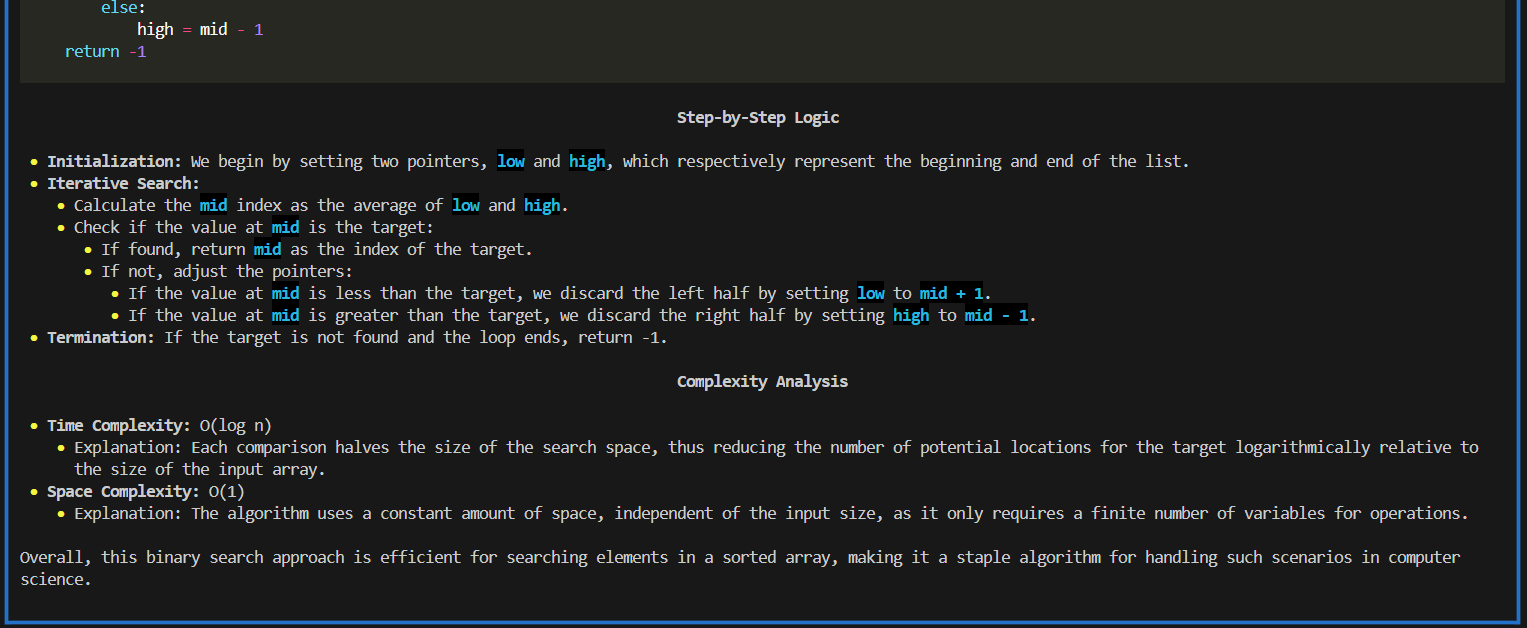 else:
high = mid - 1
return -1
Step-by-Step Logic
• Initialization: We begin by setting two pointers, low and high, which respectively represent the beginning and end of the list.
• Iterative Search:
• Calculate the mid index as the average of low and high.
• Check if the value at mid is the target:
• If found, return mid as the index of the target.
• If not, adjust the pointers:
• If the value at mid is less than the target, we discard the left half by setting low to mid + 1.
• If the value at mid is greater than the target, we discard the right half by setting high to mid - 1.
• Termination: If the target is not found and the loop ends, return -1.
Complexity Analysis
• Time Complexity: O(log n)
• Explanation: Each comparison halves the size of the search space, thus reducing the number of potential locations for the target logarithmically relative to
the size of the input array.
• Space Complexity: O(1)
• Explanation: The algorithm uses a constant amount of space, independent of the input size, as it only requires a finite number of variables for operations.
Overall, this binary search approach is efficient for searching elements in a sorted array, making it a staple algorithm for handling such scenarios in computer
science.